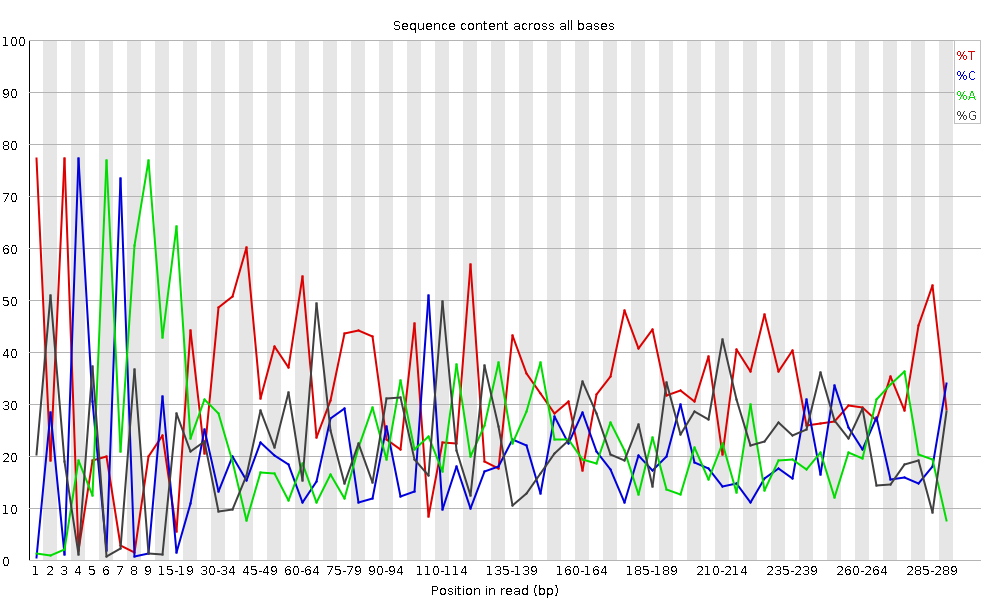 Sequence content across all bases
100
90
80
70
60
50
40
30
20
10
0
%T
%C
%A
%G
1 2 3 4 5 6 7 8 9 15-19 30-34 45-49 60-64 75-79 90-94 110-114 135-139 160-164 185-189 210-214 235-239 260-264 285-289
Position in read (bp)